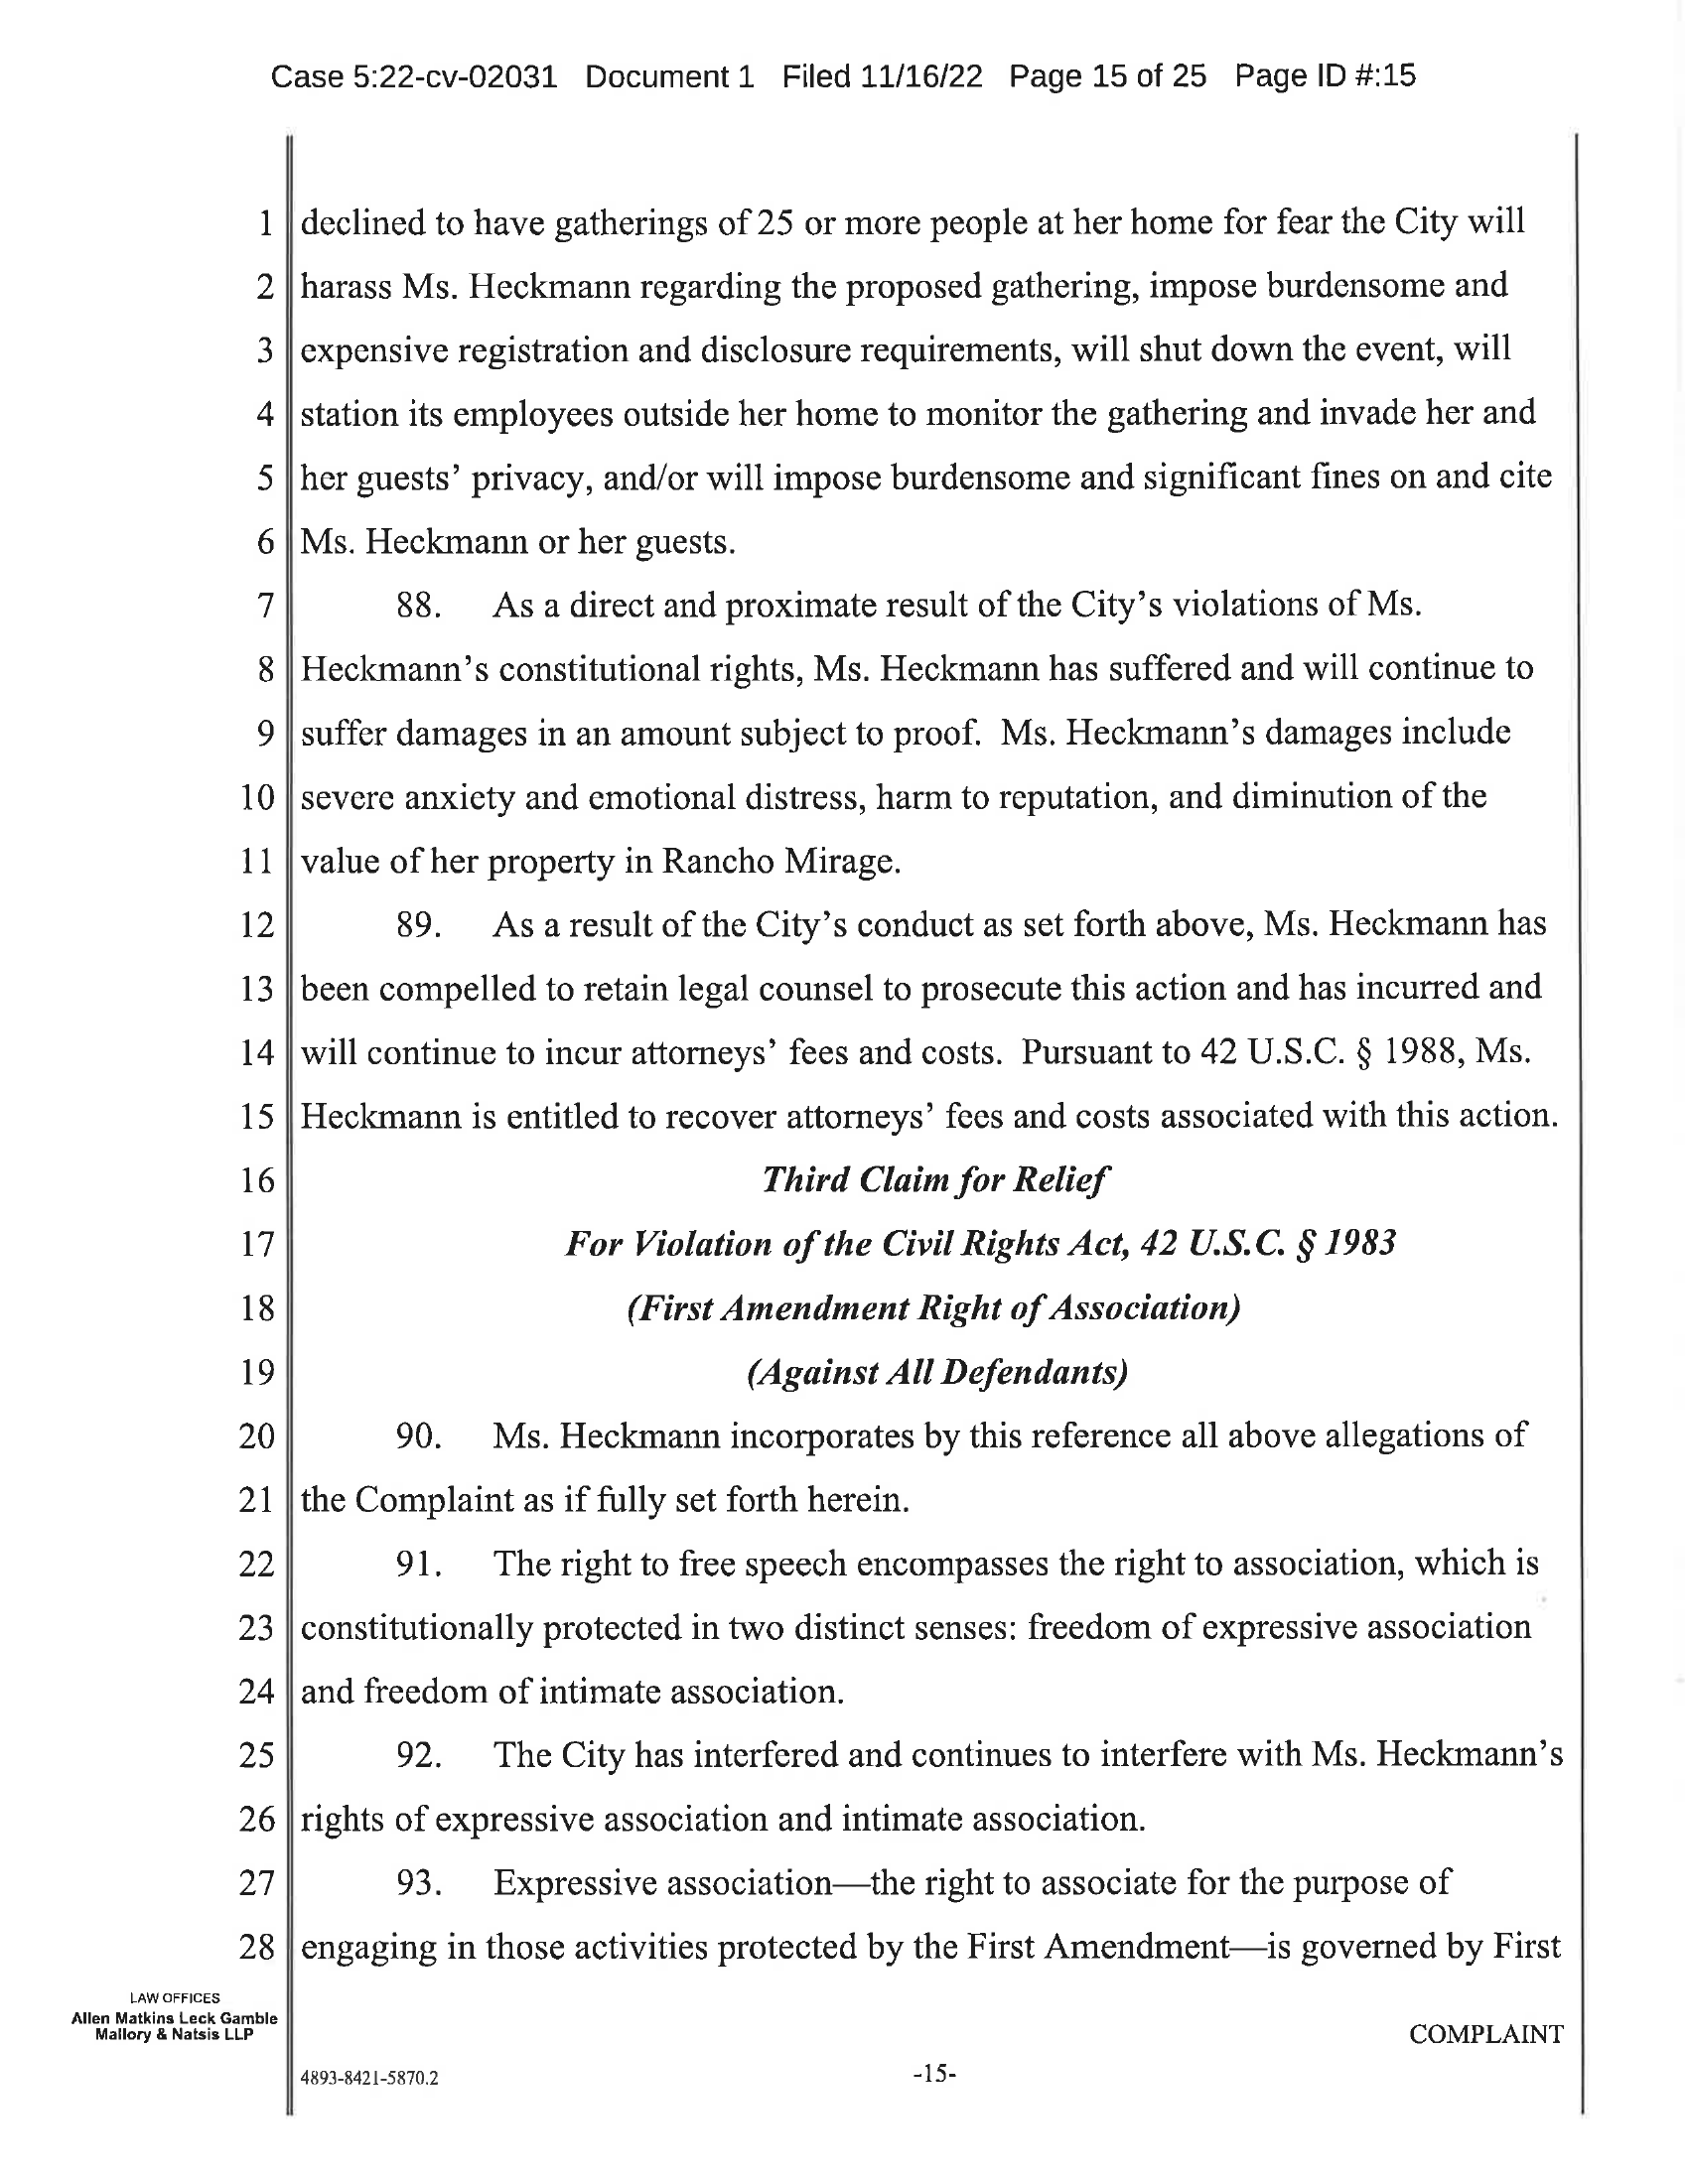 Case 5:22-cv-02031 Document 1 Filed 11/16/22 Page 15 of 25 Page ID #:15
1 declined to have gatherings of 25 or more people at her home for fear the City will
2 harass Ms. Heckmann regarding the proposed gathering, impose burdensome and
3 expensive registration and disclosure requirements, will shut down the event, will
4 station its employees outside her home to monitor the gathering and invade her and
5 her guests’ privacy, and/or will impose burdensome and significant fines on and cite
6 Ms. Heckmann or her guests.
7 88. As a direct and proximate result of the City’s violations of Ms.
8 Heckmann’s constitutional rights, Ms. Heckmann has suffered and will continue to
9 suffer damages in an amount subject to proof. Ms. Heckmann’s damages include
10 severe anxiety and emotional distress, harm to reputation, and diminution of the
11 value of her property in Rancho Mirage.
12 89. As a result of the City’s conduct as set forth above, Ms. Heckmann has
13 been compelled to retain legal counsel to prosecute this action and has incurred and
14 will continue to incur attorneys’ fees and costs. Pursuant to 42 U.S.C. § 1988, Ms.
15 Heckmann is entitled to recover attorneys’ fees and costs associated with this action.
16 Third Claim for Relief
17 For Violation of the Civil Rights Act, 42 U.S.C. § 1983
18 (First Amendment Right of Association)
19 (Against All Defendants)
20 90. Ms. Heckmann incorporates by this reference all above allegations of
21 the Complaint as if fully set forth herein.
22 91. The right to free speech encompasses the right to association, which is
23 constitutionally protected in two distinct senses: freedom of expressive association
24 and freedom of intimate association.
25 92. The City has interfered and continues to interfere with Ms. Heckmann’s
26 rights of expressive association and intimate association.
27 93. Expressive association—the right to associate for the purpose of
28 engaging in those activities protected by the First Amendment—is governed by First
LAW OFFICES
Allen Matkins Leck Gamble
Mallory & Natsis LLP
COMPLAINT
4893-8421-5870.2
-15-